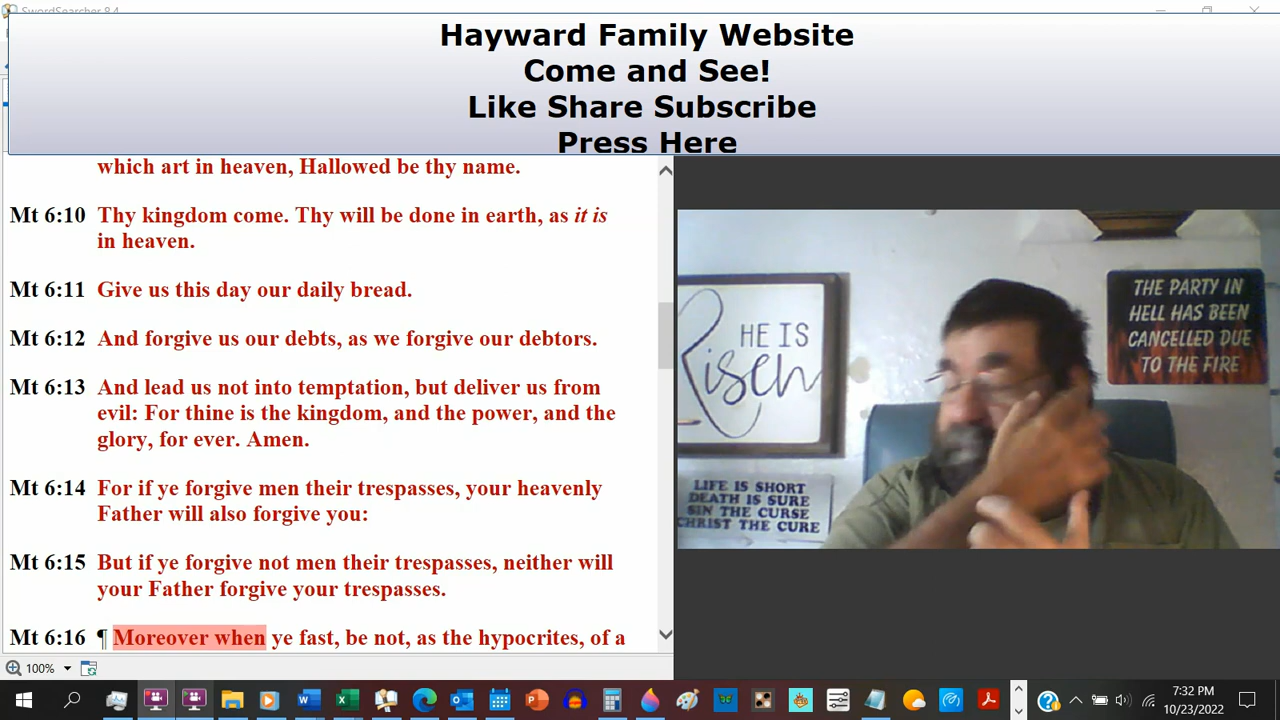 SwordSearcher 8.4
Hayward Family Website
Come and See!
Like Share Subscribe
Press Here
which art in heaven, Hallowed be thy name.
Mt 6:10 Thy kingdom come. Thy will be done in earth, as it is
in heaven.
Mt 6:11 Give us this day our daily bread.
Mt 6:12 And forgive us our debts, as we forgive our debtors.
Mt 6:13 And lead us not into temptation, but deliver us from
evil: For thine is the kingdom, and the power, and the
glory, for ever. Amen.
Mt 6:14 For if ye forgive men their trespasses, your heavenly
Father will also forgive you:
Mt 6:15 But if ye forgive not men their trespasses, neither will
your Father forgive your trespasses.
Mt 6:16 ¶ Moreover when ye fast, be not, as the hypocrites, of a
100%
HE IS
Risen
THE PARTY IN
HELL HAS BEEN
CANCELLED DUE
TO THE FIRE
LIFE IS SHORT
DEATH IS SURE
SIN THE CURSE
CHRIST THE CURE
7:32 PM
10/23/2022